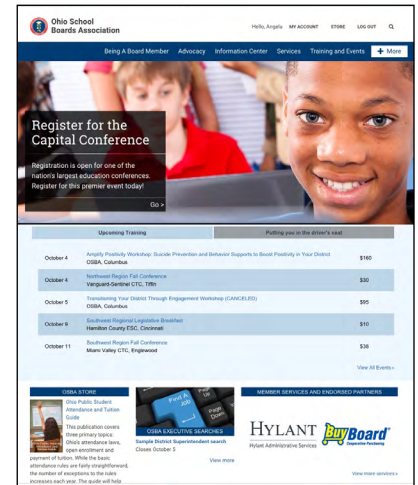 Ohio School
Boards Association
Hello, Angela MY ACCOUNT STORE LOG OUT
Being A Board Member Advocacy Information Center Services Training and Events + More
Register for the
Capital Conference
Registration is open for one of the
nation's largest education conferences.
Register for this premier event today!
Go >
Upcoming Training Putting you in the driver's seat
October 4 Amplify Positivity Workshop: Suicide Prevention and Behavior Supports to Boost Positivity in Your District $160
OSBA, Columbus
October 4 Northwest Region Fall Conference $30
Vanguard-Sentinel CTC, Tiffin
October 5 Transitioning Your District Through Engagement Workshop (CANCELED) $95
OSBA, Columbus
October 9 Southwest Regional Legislative Breakfast $10
Hamilton County ESC, Cincinnati
October 11 Southwest Region Fall Conference $38
Miami Valley CTC, Englewood
View All Events »
OSBA STORE
Ohio Public Student
Attendance and Tuition
Guide
This publication covers
three primary topics:
Ohio's attendance laws,
open enrollment and
payment of tuition. While the basic
attendance rules are fairly straightforward,
the number of exceptions to the rules
increases each year. The guide will help
Find A
Job
Page
Up
Page
Down
OSBA EXECUTIVE SEARCHES
Sample District Superintendent search
Closes October 5
View more
MEMBER SERVICES AND ENDORSED PARTNERS
HYLANT
Hylant Administrative Services
BuyBoard
Cooperative Purchasing
View more services »